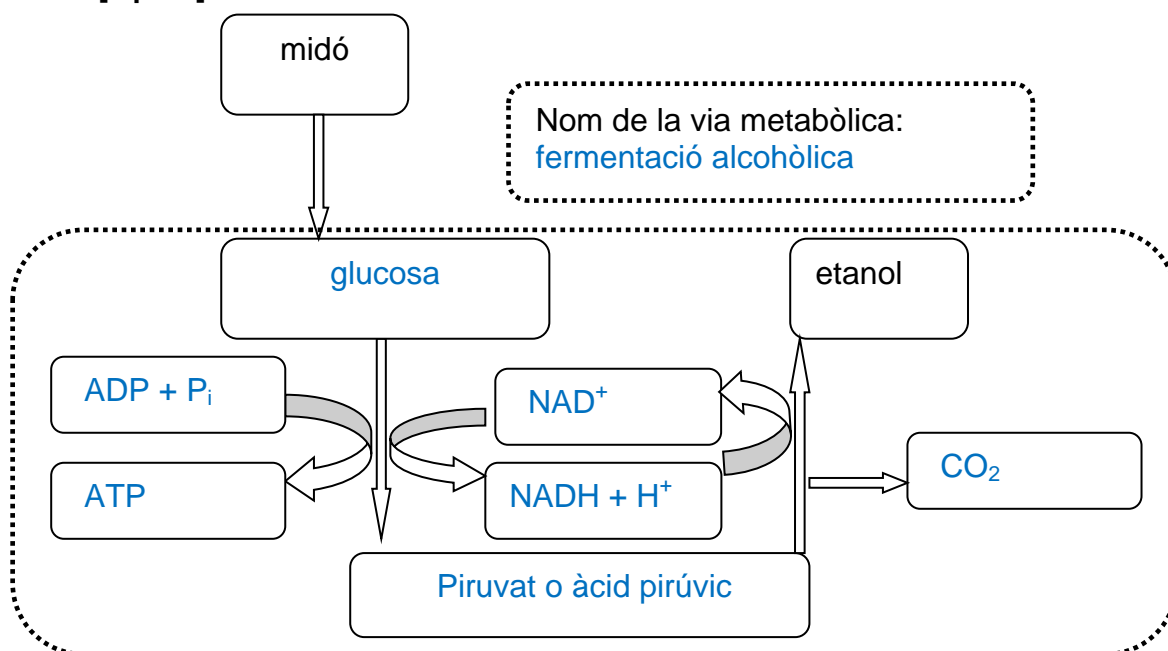 midó
Nom de la via metabòlica:
fermentació alcohòlica
glucosa
etanol
ADP + Pᵢ
NAD⁺
ATP
NADH + H⁺
CO₂
Piruvat o àcid pirúvic